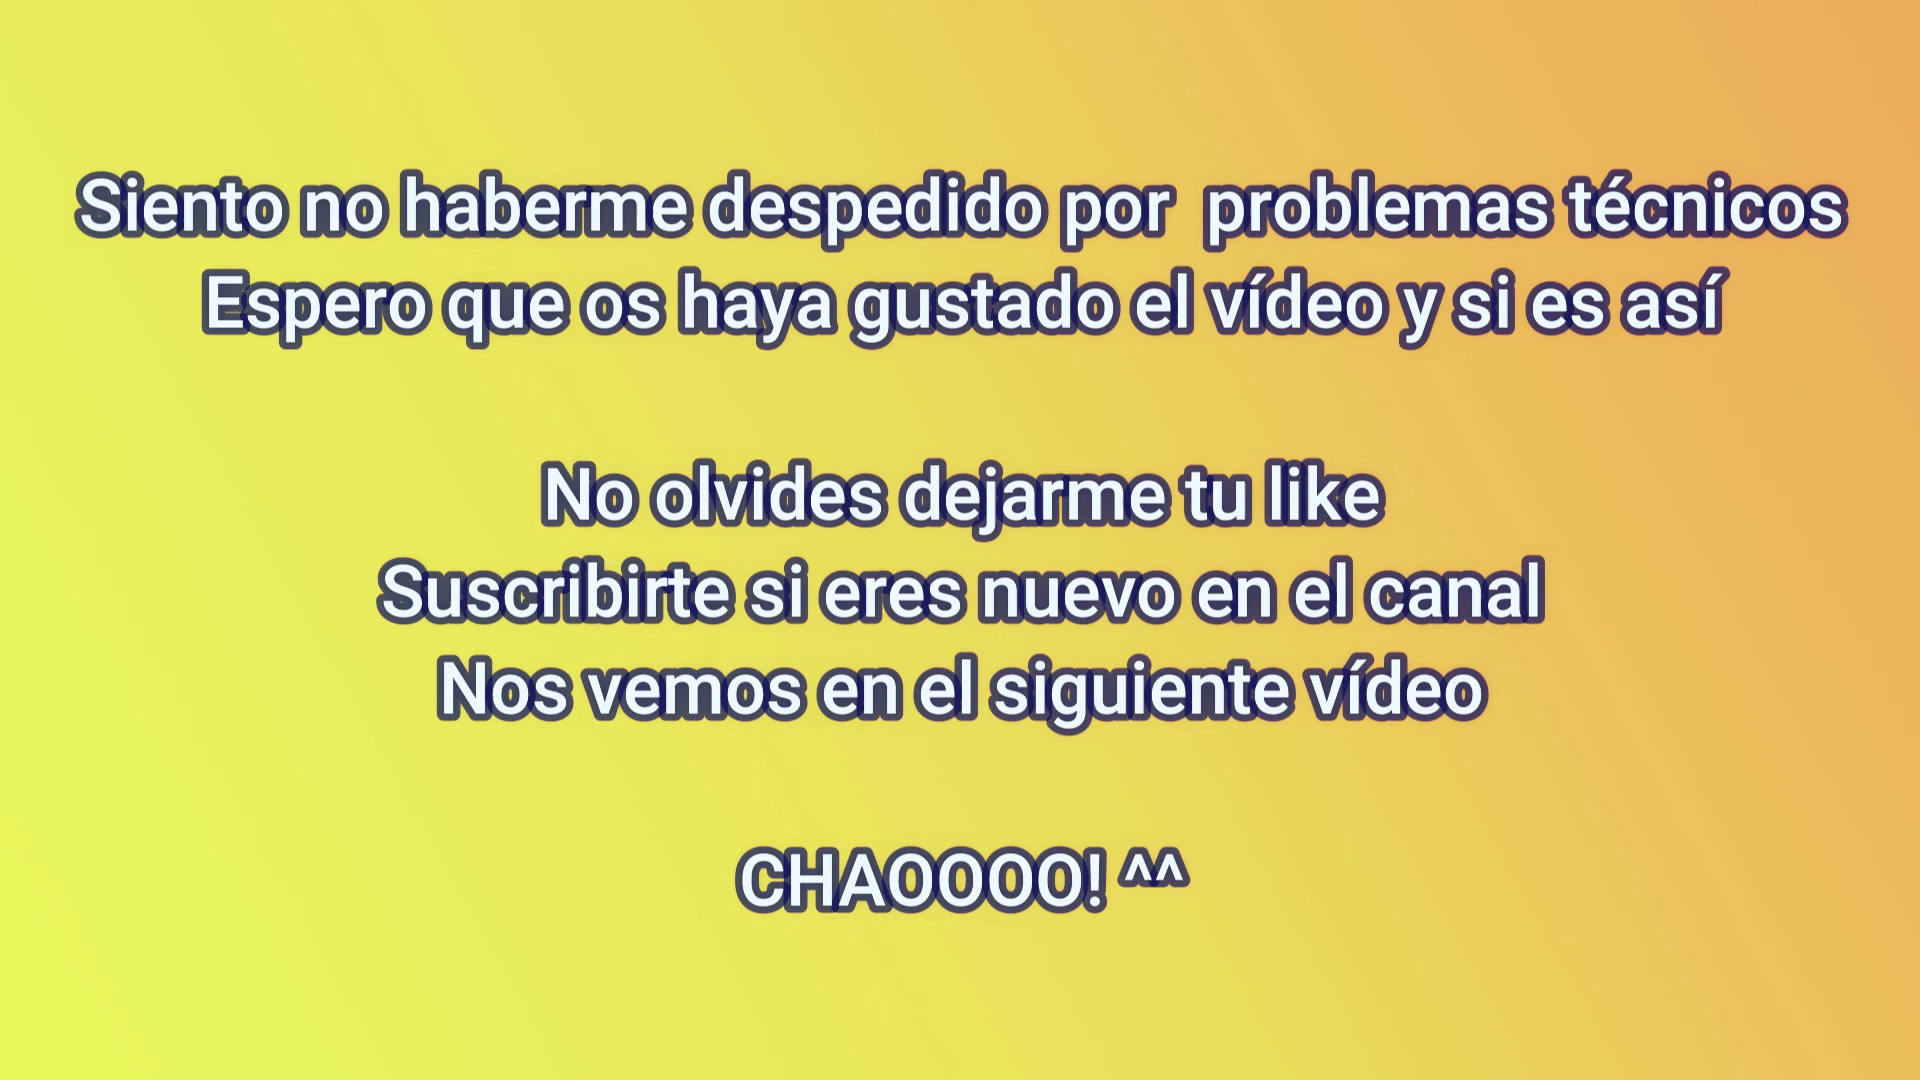 Siento no haberme despedido por  problemas técnicos
Espero que os haya gustado el vídeo y si es así
No olvides dejarme tu like
Suscribirte si eres nuevo en el canal
Nos vemos en el siguiente vídeo
CHAOOOO! ^^